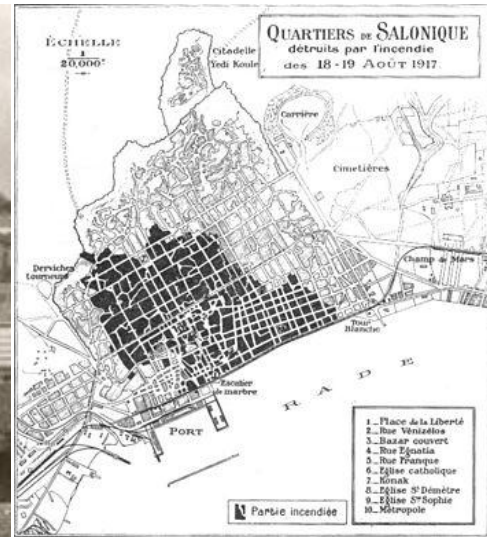 QUARTIERS DE SALONIQUE
détruits par l'incendie
des 18-19 Août 1917.
ÉCHELLE
1
20,000e
Citadelle
Yedi Koulé
Carrière
Cimetières
Derviches
tourneurs
Champ de Mars
Tour
Blanche
Escalier
de marbre
RADE
PORT
1_Place de la Liberté
2_Rue Vénizélos
3_Bazar couvert
4_Rue Egnatia
5_Rue Franque
6_Eglise catholique
7_Konak
8_Eglise St Démètre
9_Eglise Ste Sophie
10_Métropole
Partie incendiée